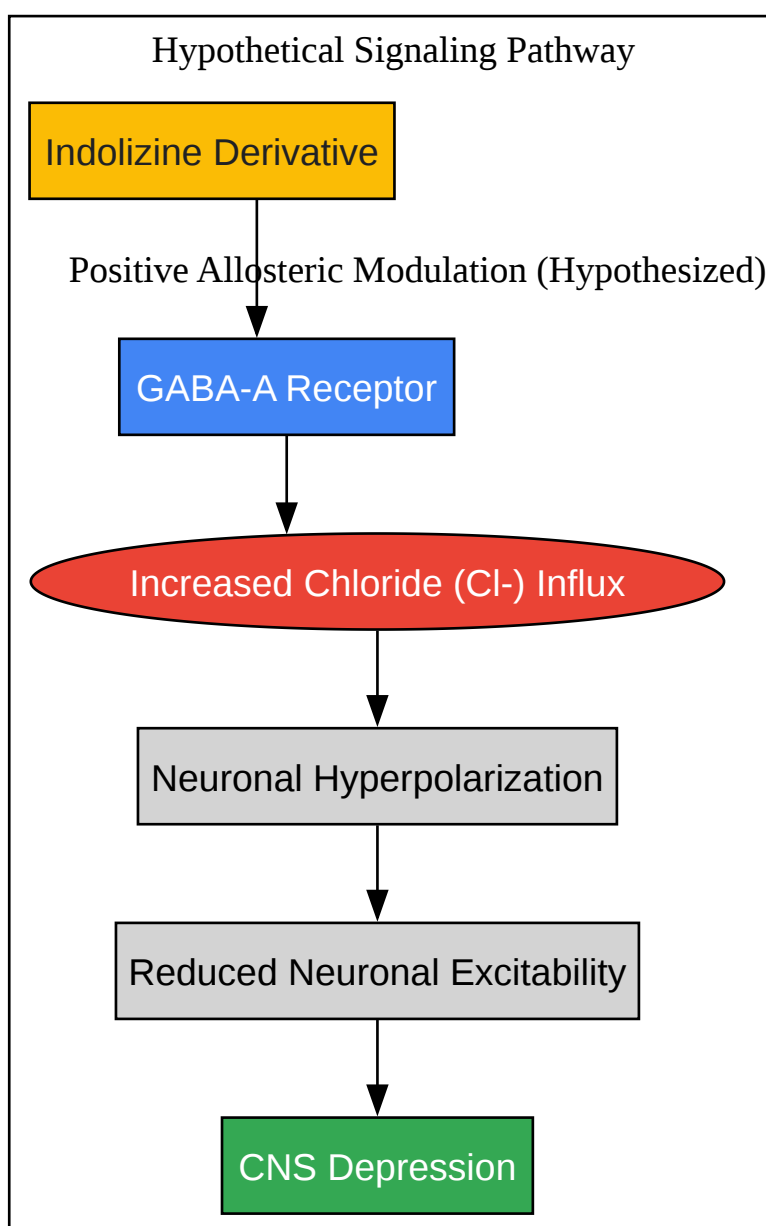 Hypothetical Signaling Pathway
Indolizine Derivative
Positive Allosteric Modulation (Hypothesized)
GABA-A Receptor
Increased Chloride (Cl-) Influx
Neuronal Hyperpolarization
Reduced Neuronal Excitability
CNS Depression